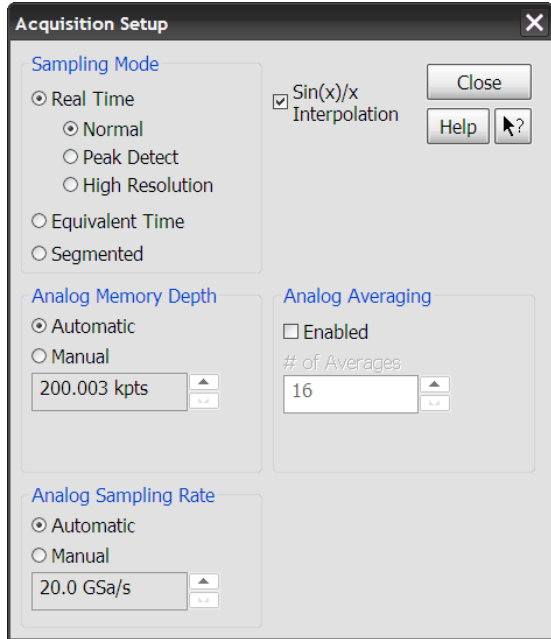 Acquisition Setup
Sampling Mode
Real Time
Normal
Peak Detect
High Resolution
Equivalent Time
Segmented
Sin(x)/x
Interpolation
Close
Help
?
Analog Memory Depth
Automatic
Manual
200.003 kpts
Analog Averaging
Enabled
# of Averages
16
Analog Sampling Rate
Automatic
Manual
20.0 GSa/s